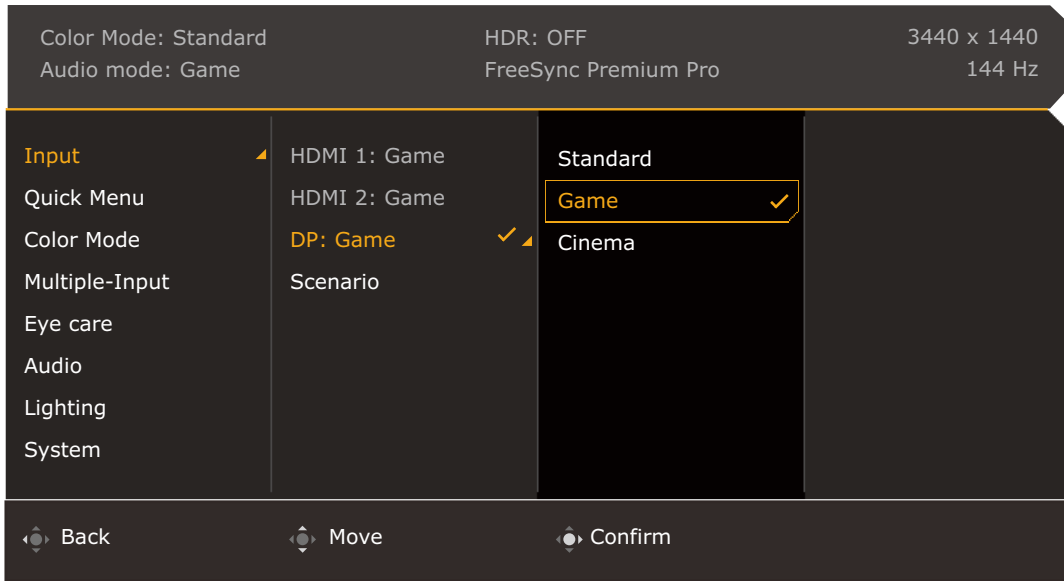 Color Mode: Standard
HDR: OFF
3440 x 1440
Audio mode: Game
FreeSync Premium Pro
144 Hz
Input
Quick Menu
Color Mode
Multiple-Input
Eye care
Audio
Lighting
System
HDMI 1: Game
HDMI 2: Game
DP: Game
Scenario
Standard
Game
Cinema
Back
Move
Confirm